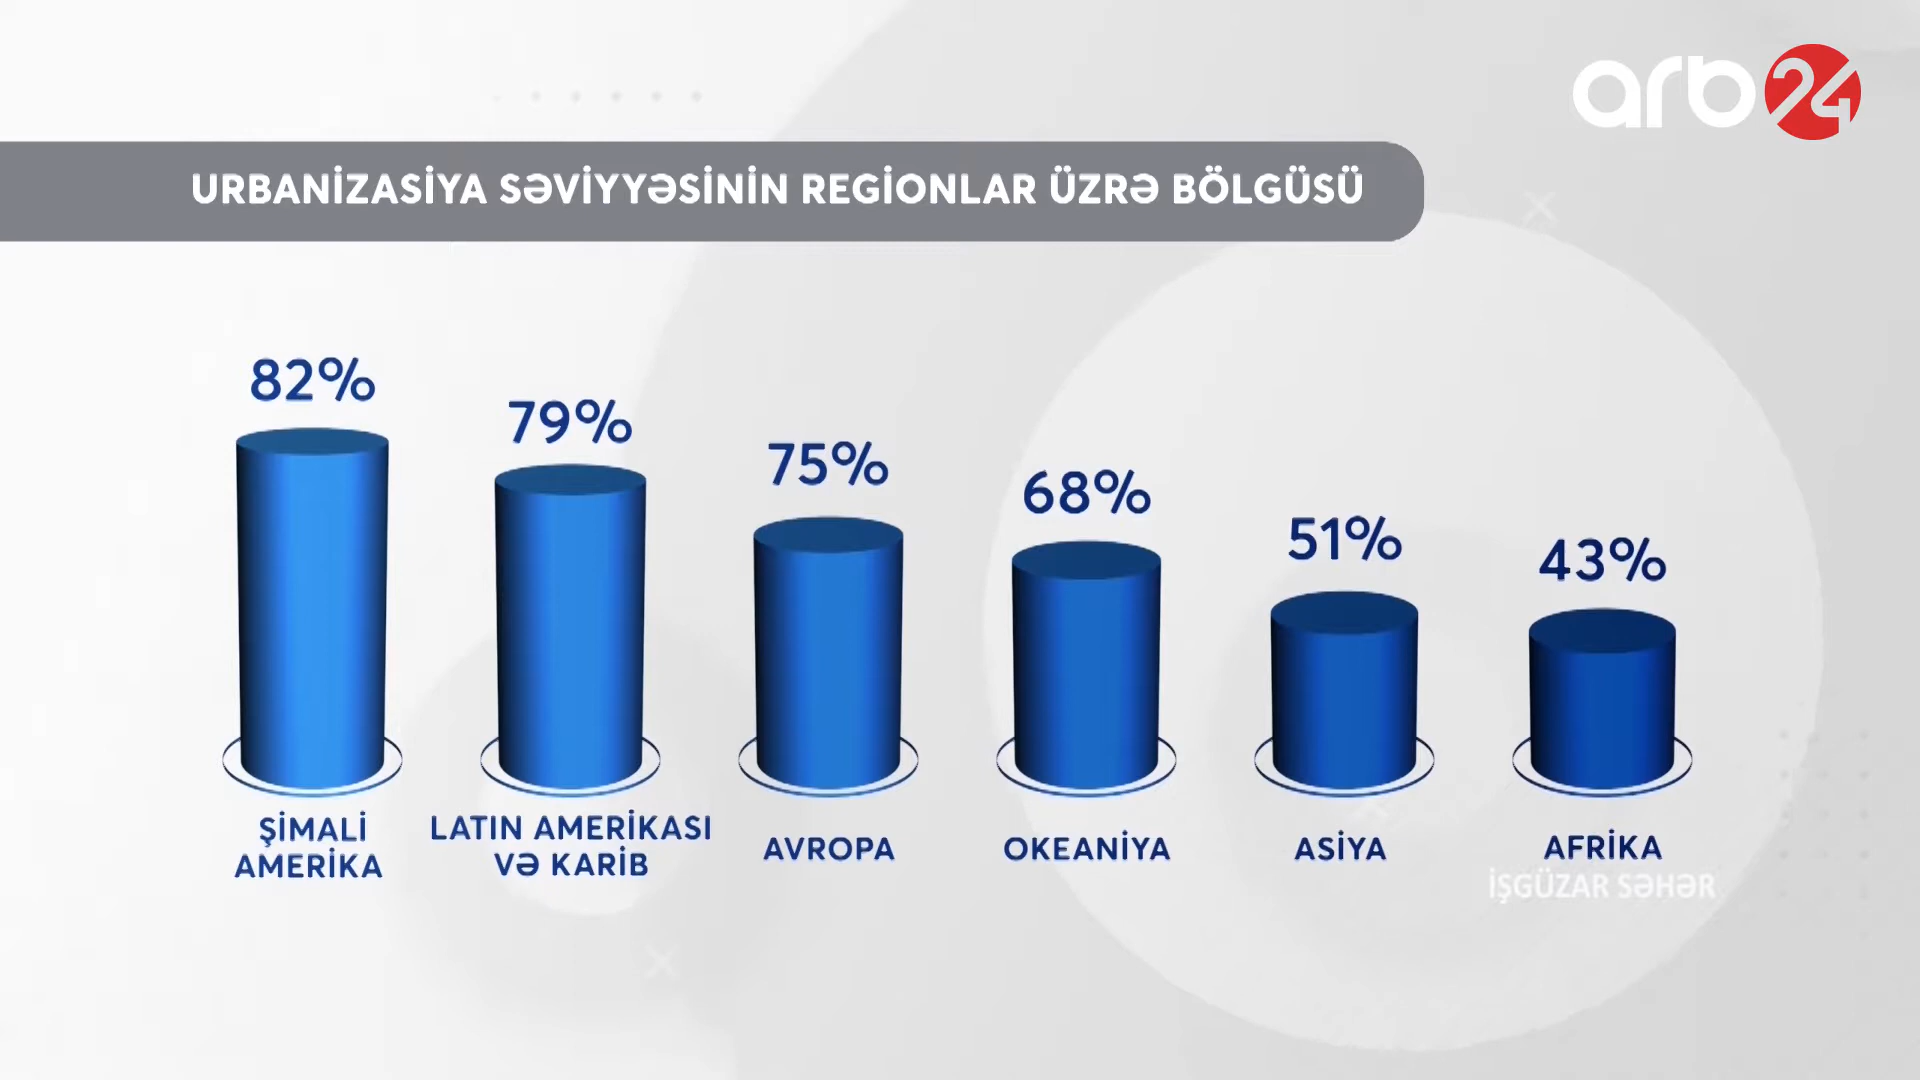 arb24
URBANİZASİYA SƏVİYYƏSİNİN REGİONLAR ÜZRƏ BÖLGÜSÜ
82%
79%
75%
68%
51%
43%
ŞİMALİ
AMERİKA
LATIN AMERİKASI
VƏ KARİB
AVROPA
OKEANİYA
ASİYA
AFRİKA
İŞGÜZAR SƏHƏR